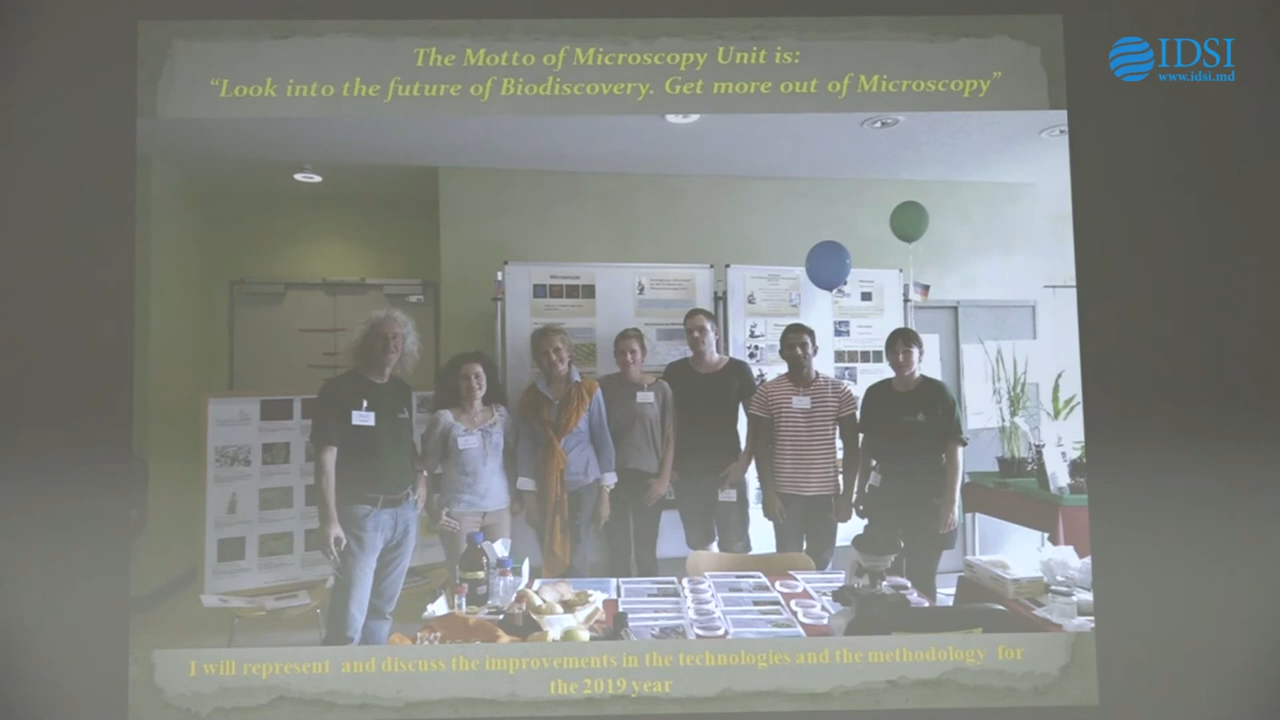 The Motto of Microscopy Unit is:
“Look into the future of Biodiscovery. Get more out of Microscopy”
IDSI
www.idsi.md
I will represent and discuss the improvements in the technologies and the methodology for
the 2019 year